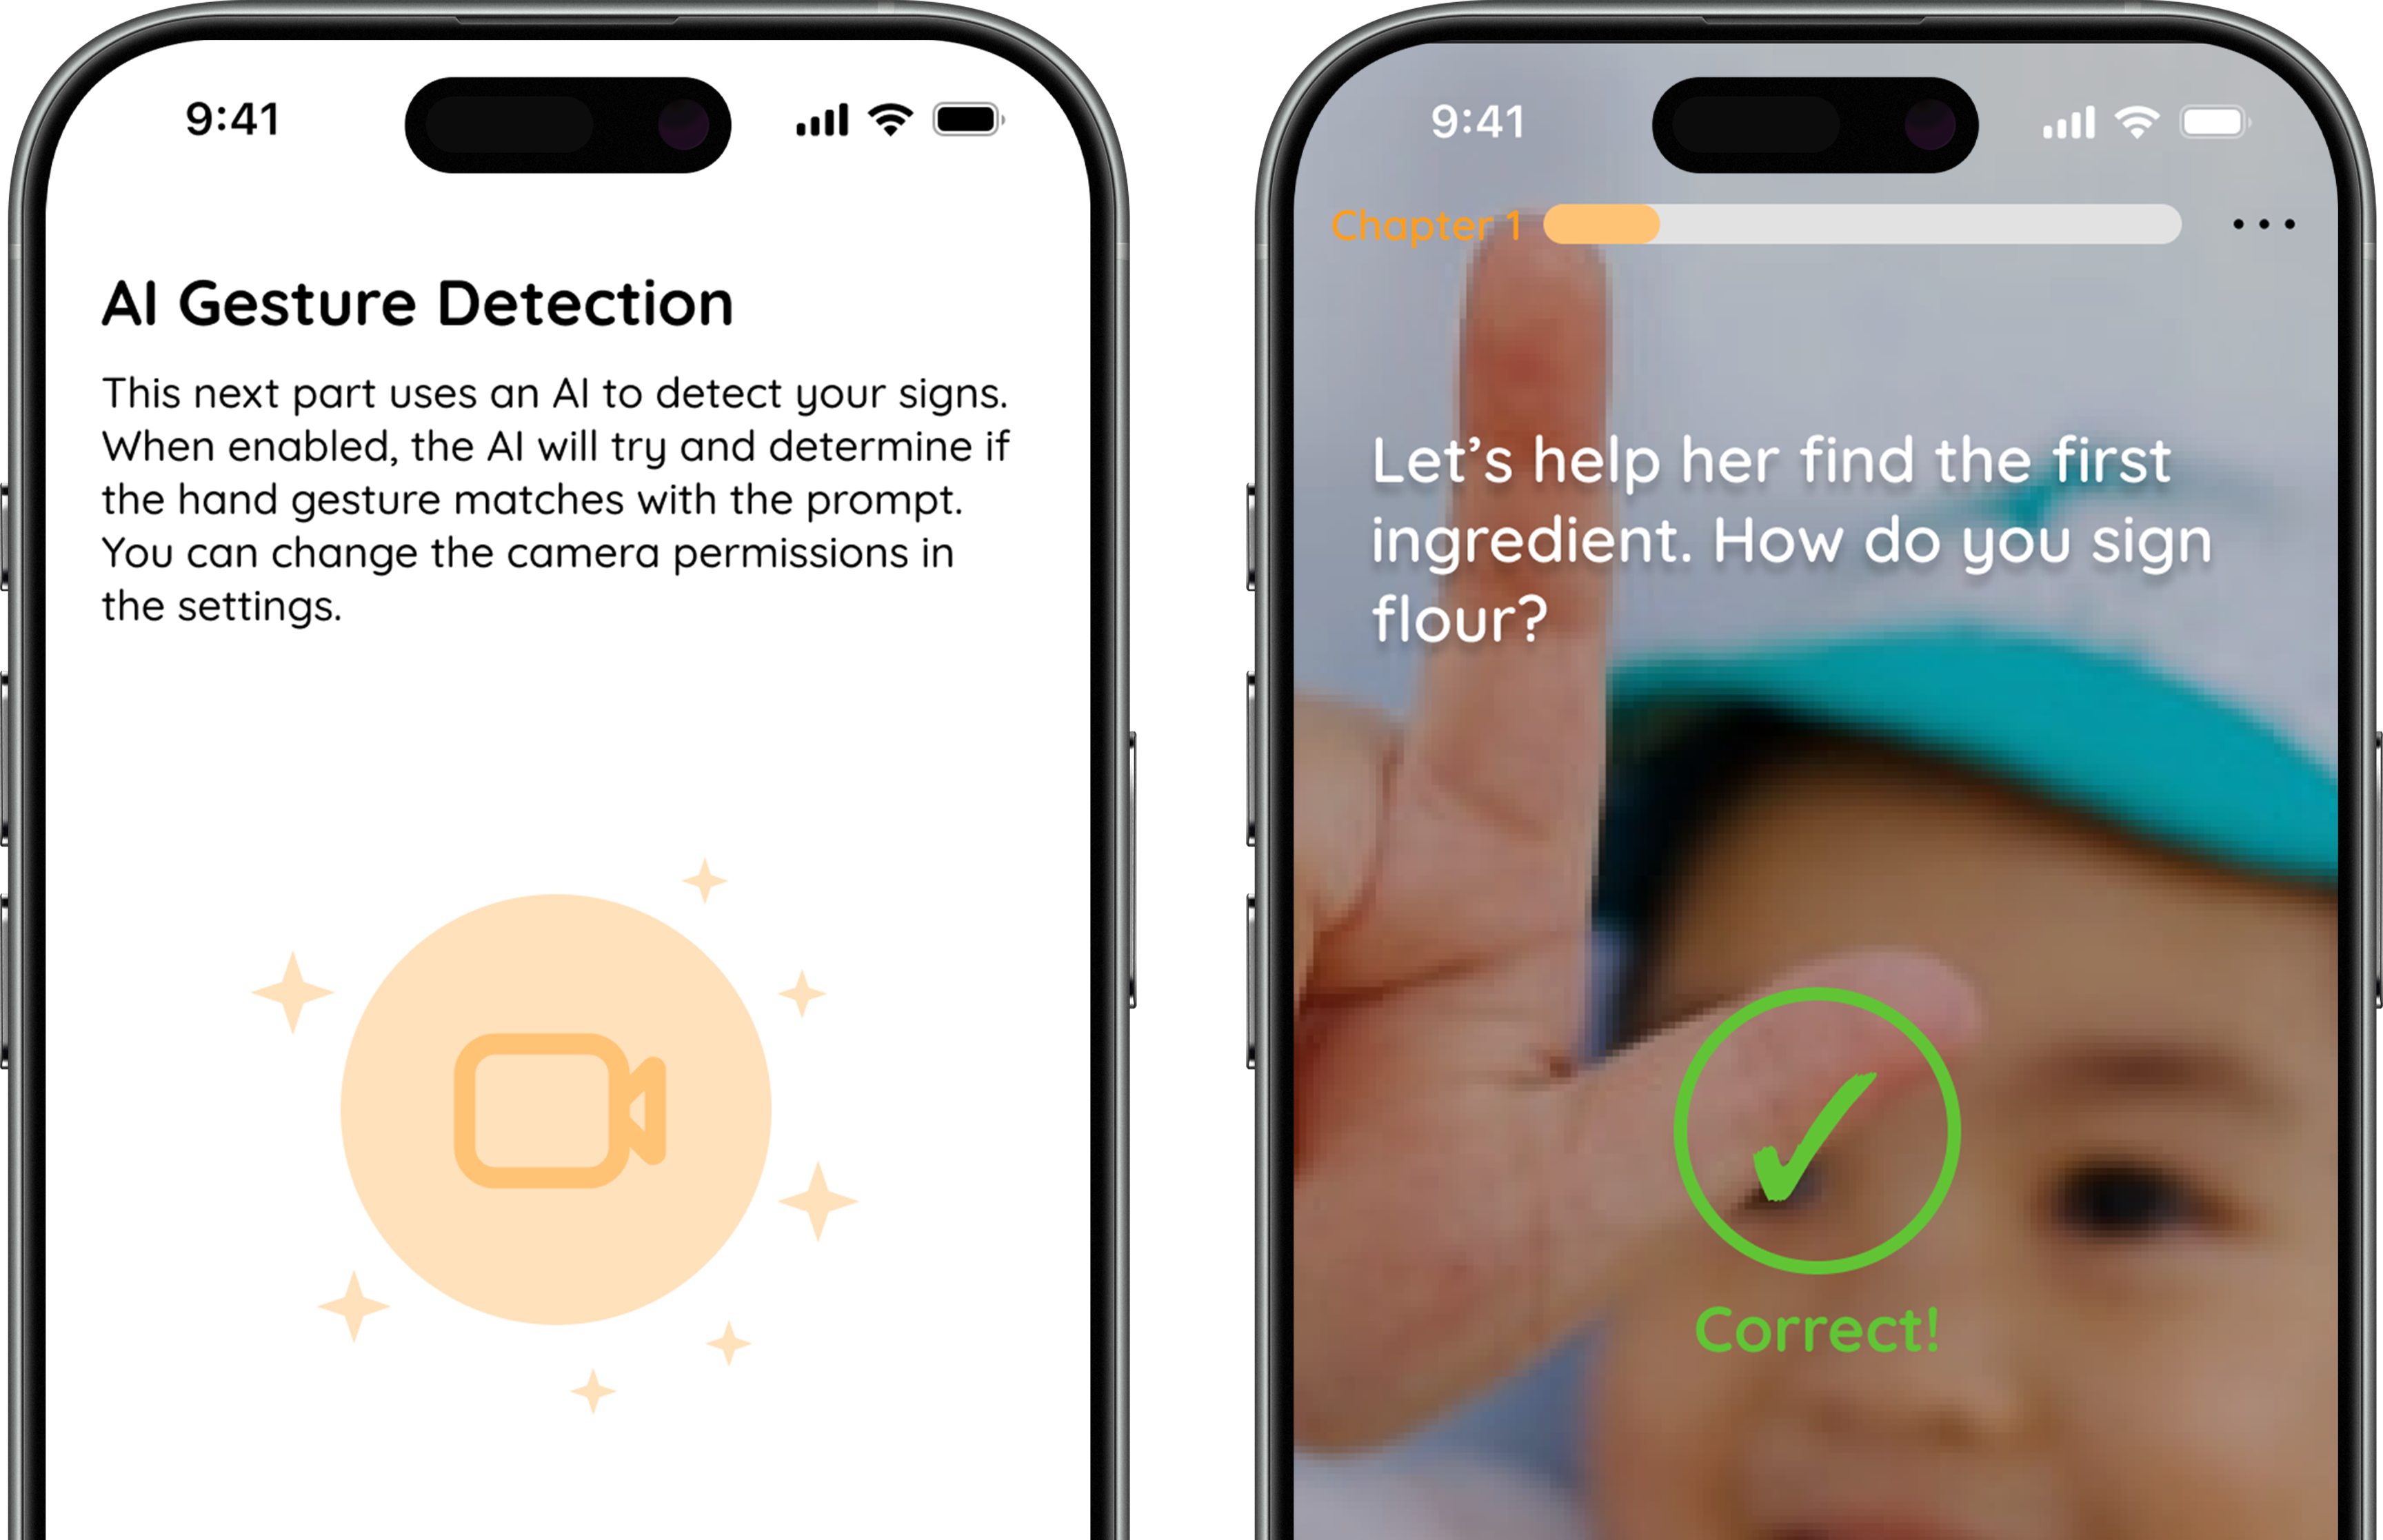 9:41
AI Gesture Detection
This next part uses an AI to detect your signs.
When enabled, the AI will try and determine if
the hand gesture matches with the prompt.
You can change the camera permissions in
the settings.
9:41
Chapter 1
Let’s help her find the first
ingredient. How do you sign
flour?
Correct!